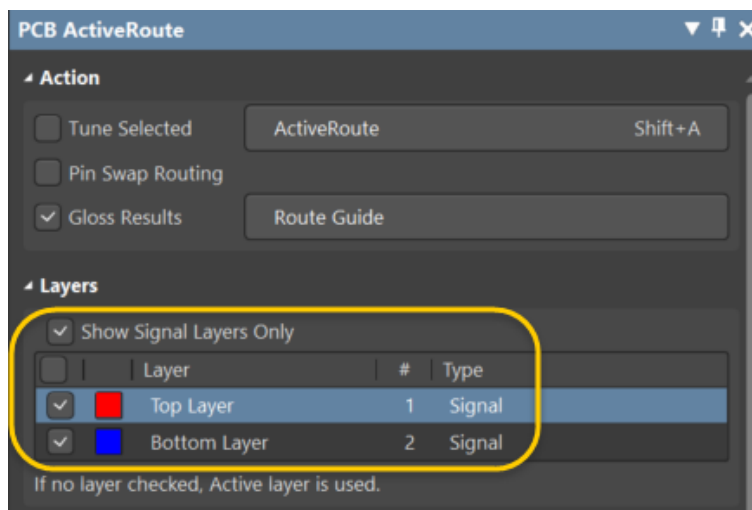 PCB ActiveRoute
Action
Tune Selected ActiveRoute Shift+A
Pin Swap Routing
Gloss Results Route Guide
Layers
Show Signal Layers Only
Layer # Type
Top Layer 1 Signal
Bottom Layer 2 Signal
If no layer checked, Active layer is used.